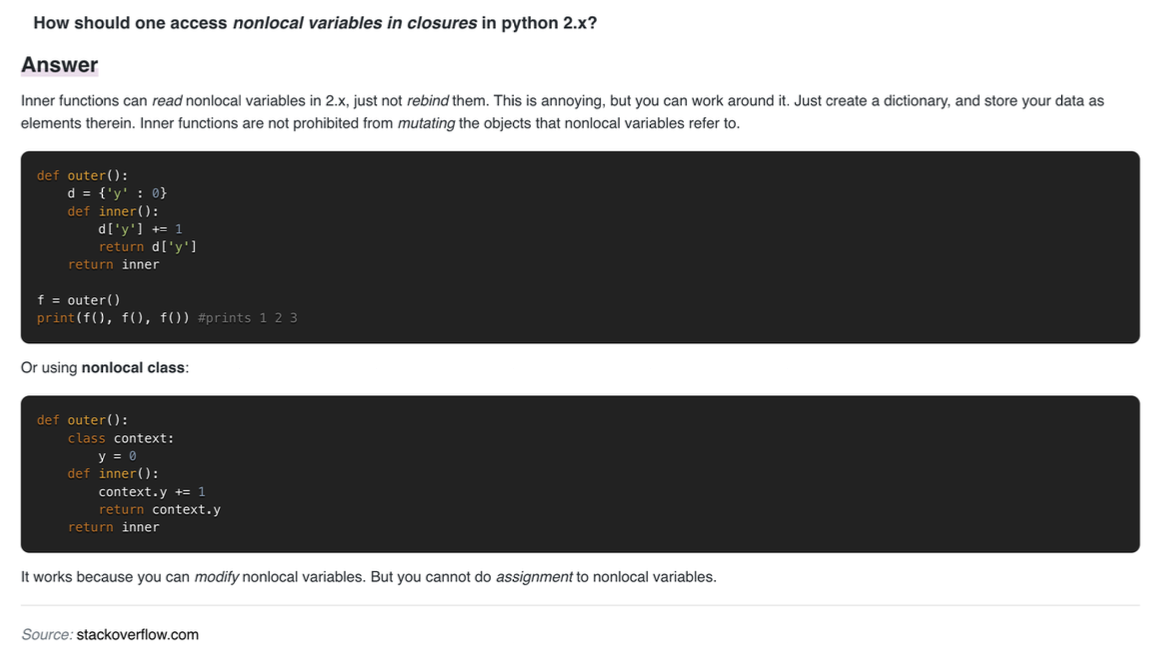 How should one access nonlocal variables in closures in python 2.x?
Answer
Inner functions can read nonlocal variables in 2.x, just not rebind them. This is annoying, but you can work around it. Just create a dictionary, and store your data as
elements therein. Inner functions are not prohibited from mutating the objects that nonlocal variables refer to.
def outer():
    d = {'y' : 0}
    def inner():
        d['y'] += 1
        return d['y']
    return inner

f = outer()
print(f(), f(), f()) #prints 1 2 3
Or using nonlocal class:
def outer():
    class context:
        y = 0
    def inner():
        context.y += 1
        return context.y
    return inner
It works because you can modify nonlocal variables. But you cannot do assignment to nonlocal variables.
Source: stackoverflow.com